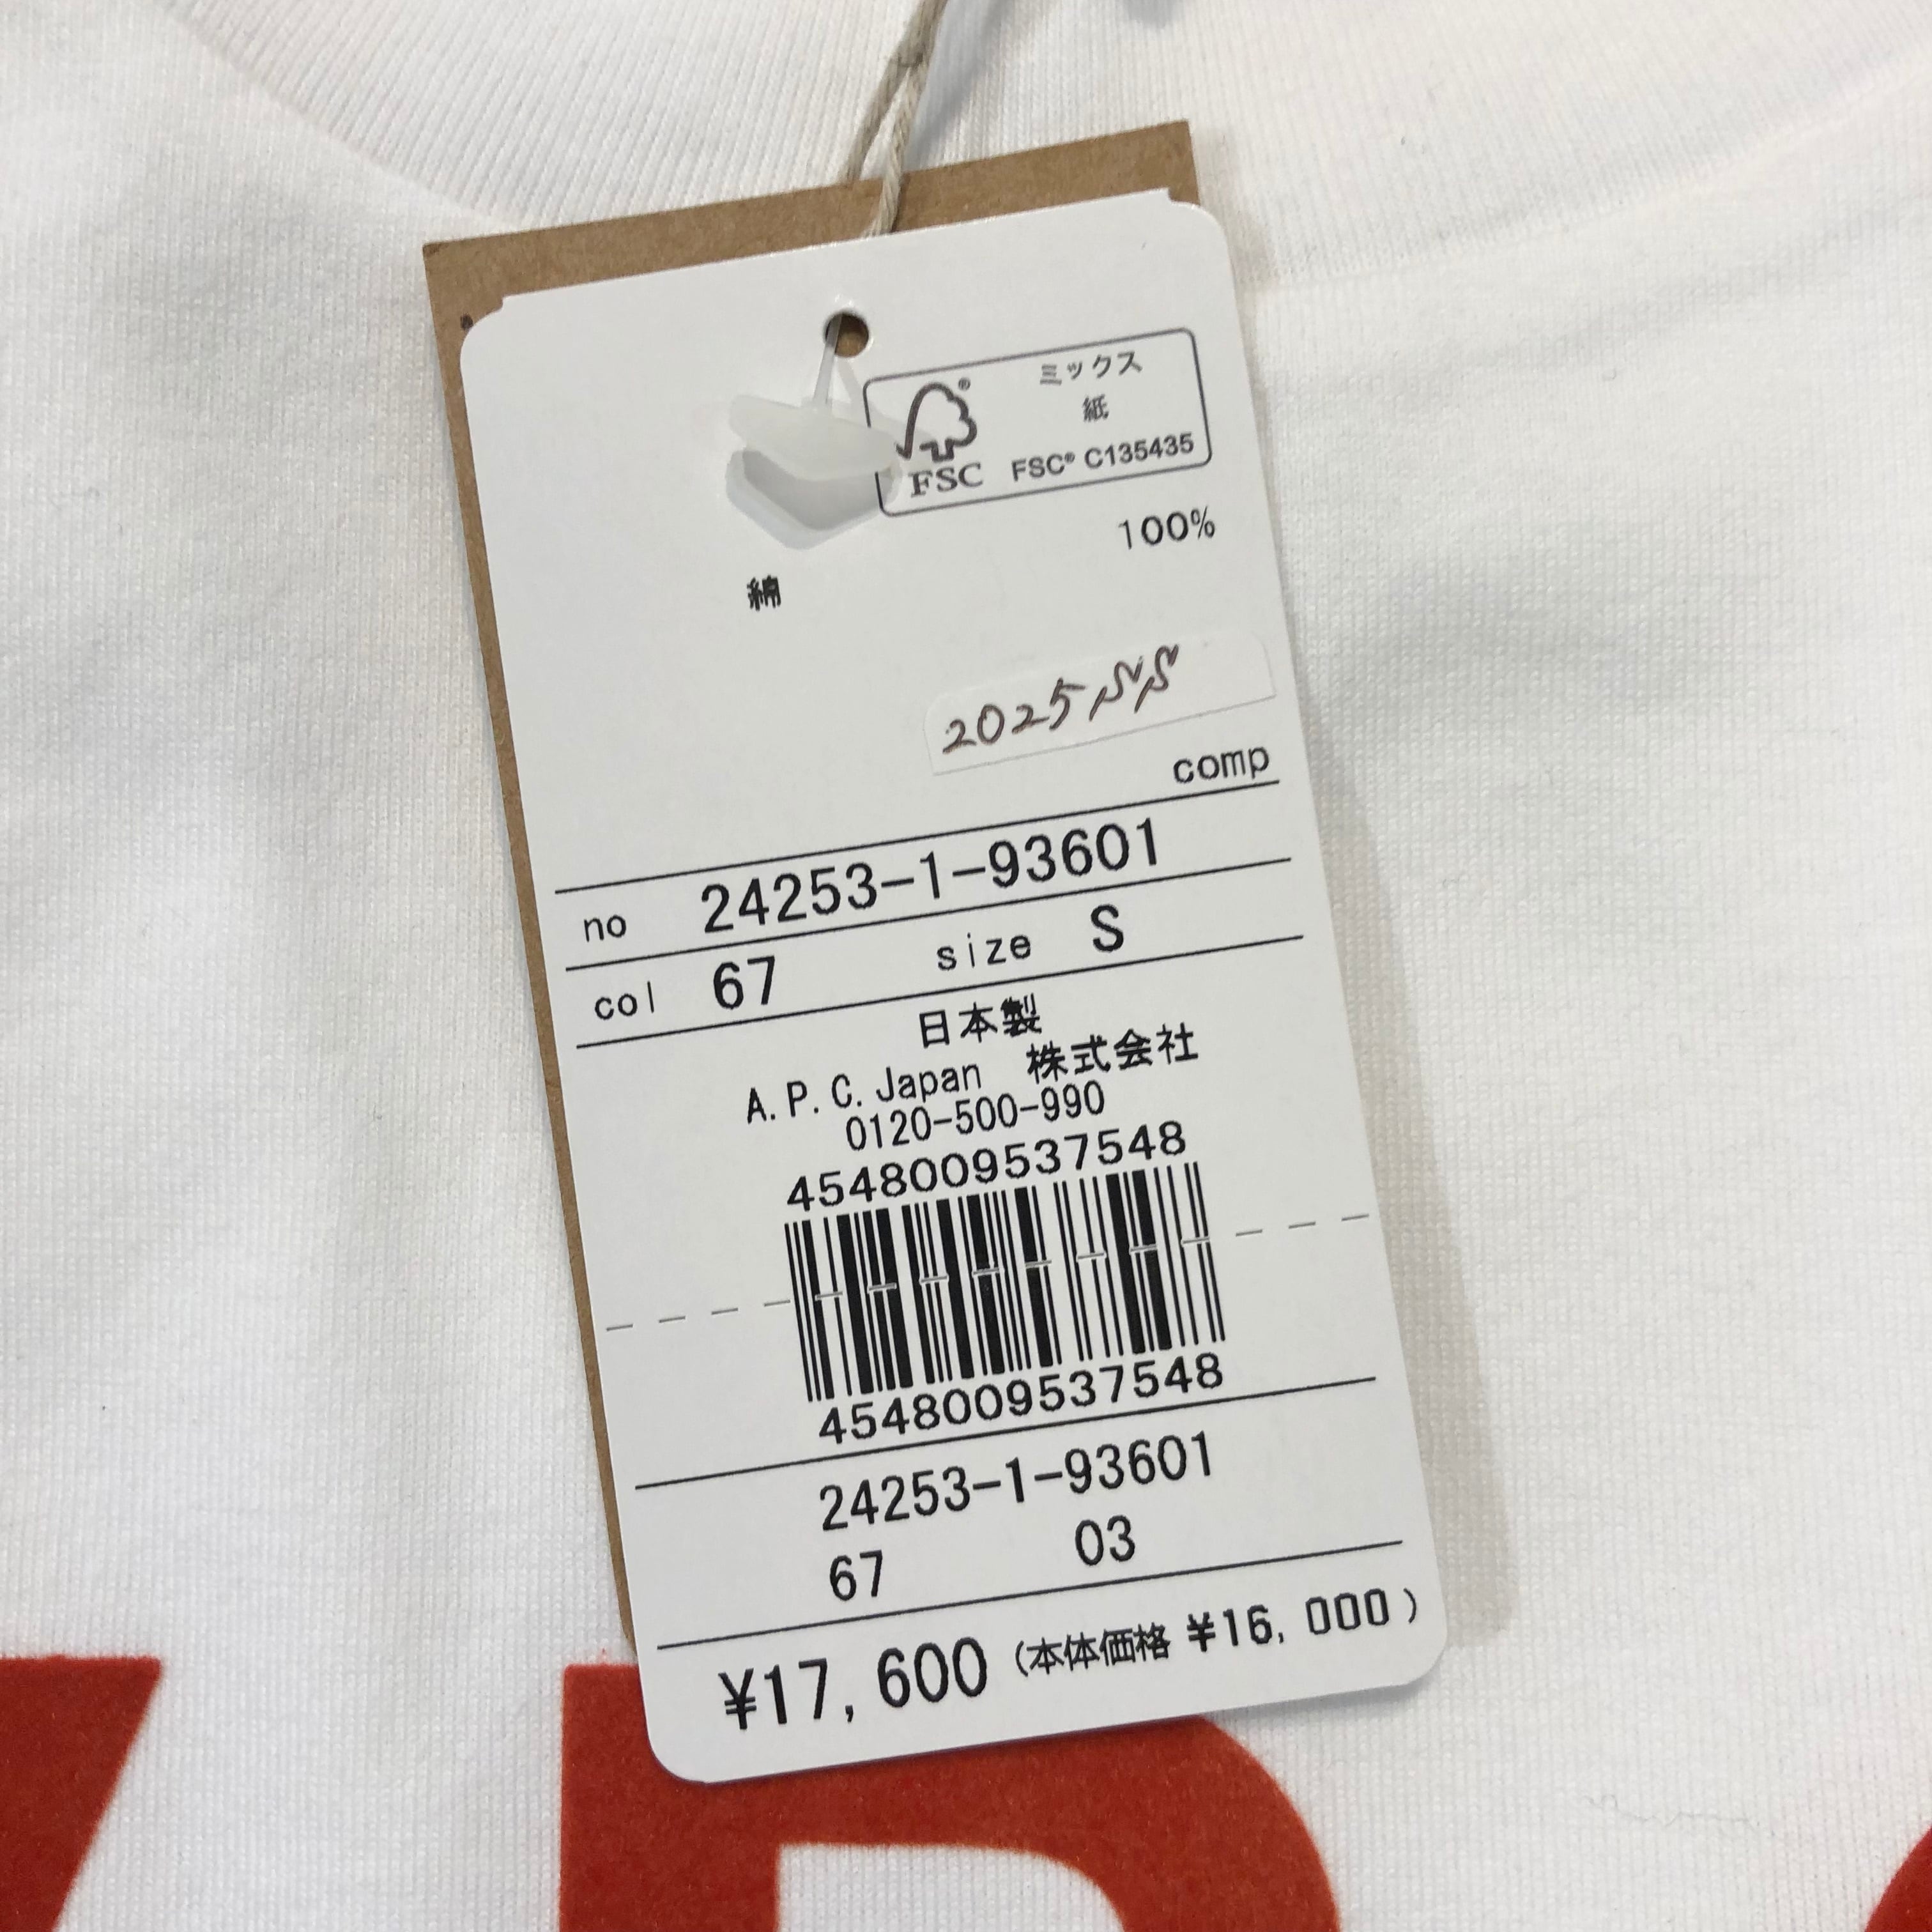 ミックス
紙
FSC® C135435
FSC
100%
綿
2025SS
comp
no 24253-1-93601
col 67 size S
日本製
A.P.C.Japan 株式会社
0120-500-990
4548009537548
4548009537548
24253-1-93601
67 03
¥17,600(本体価格 ¥16,000)